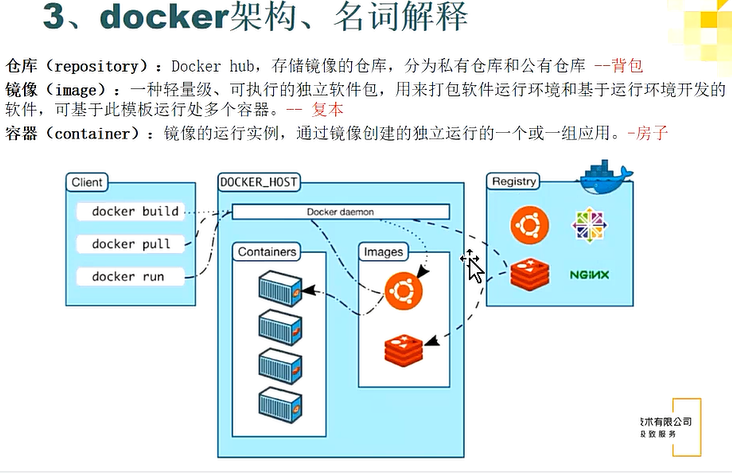 3、docker架构、名词解释
仓库（repository）：Docker hub，存储镜像的仓库，分为私有仓库和公有仓库 --背包
镜像（image）：一种轻量级、可执行的独立软件包，用来打包软件运行环境和基于运行环境开发的
软件，可基于此模板运行处多个容器。-- 复本
容器（container）：镜像的运行实例，通过镜像创建的独立运行的一个或一组应用。-房子
Client
DOCKER_HOST
Registry
docker build
Docker daemon
docker pull
docker run
Containers
Images
NGINX
技术有限公司
极致服务